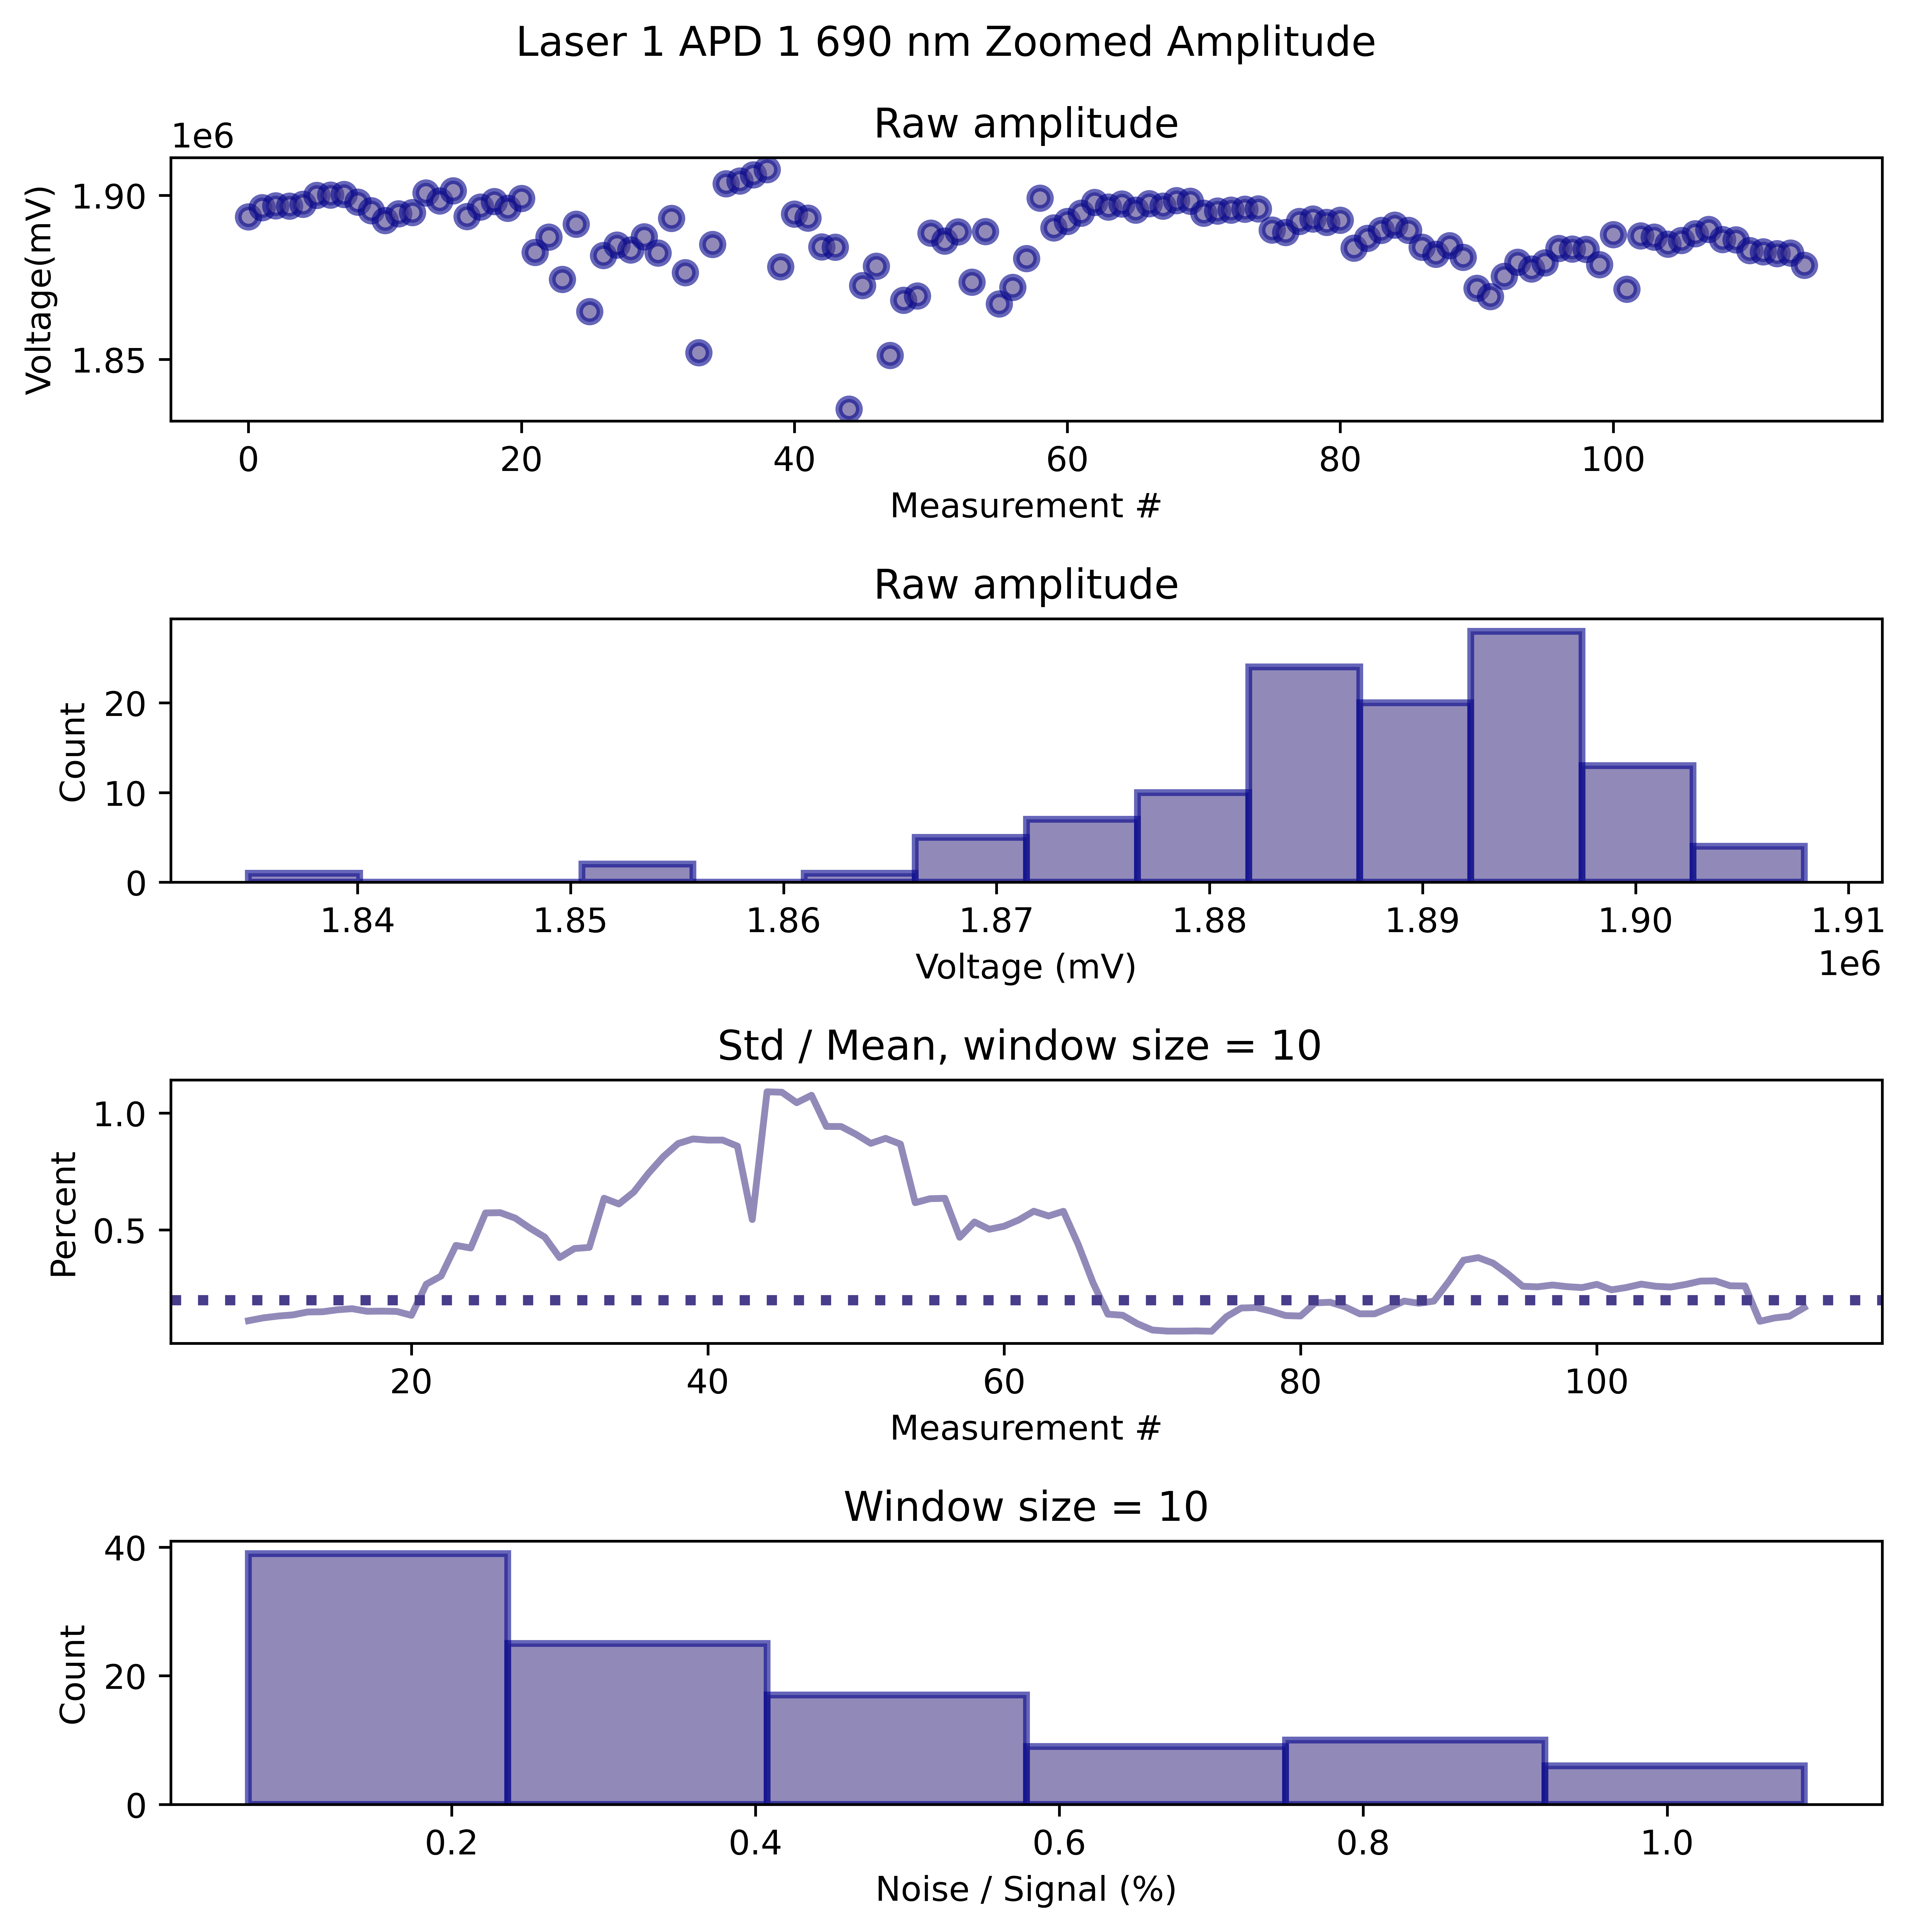 Laser 1 APD 1 690 nm Zoomed Amplitude
Raw amplitude
1e6
Voltage(mV)
1.90
1.85
0 20 40 60 80 100
Measurement #
Raw amplitude
Count
20
10
0
1.84 1.85 1.86 1.87 1.88 1.89 1.90 1.91
Voltage (mV)
1e6
Std / Mean, window size = 10
Percent
1.0
0.5
20 40 60 80 100
Measurement #
Window size = 10
Count
40
20
0
0.2 0.4 0.6 0.8 1.0
Noise / Signal (%)